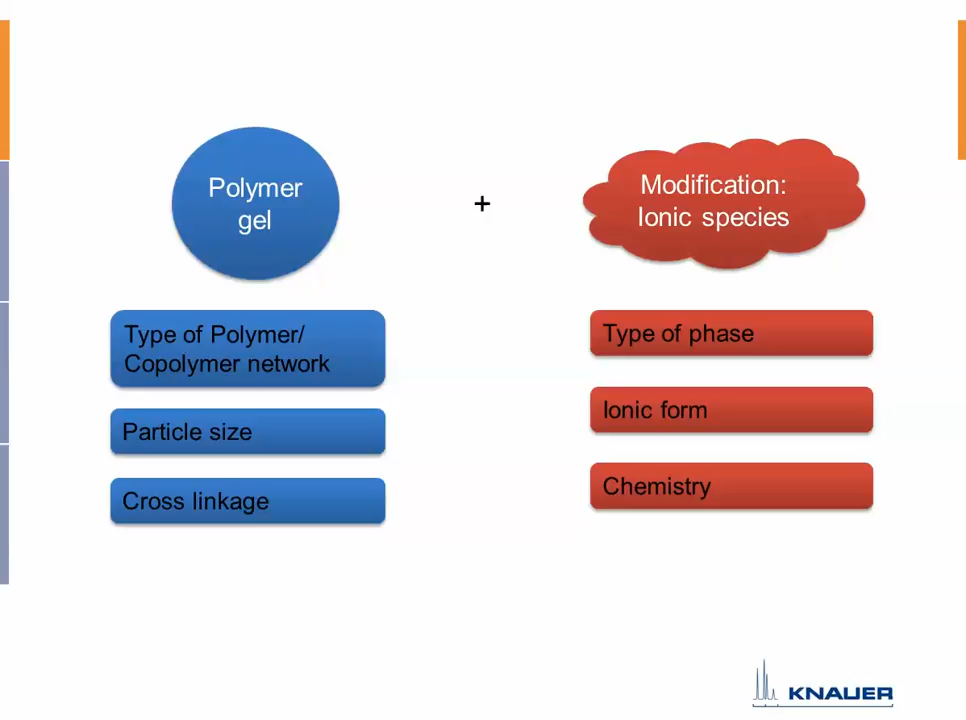 Polymer
gel
+
Modification:
Ionic species
Type of Polymer/
Copolymer network
Particle size
Cross linkage
Type of phase
Ionic form
Chemistry
KNAUER